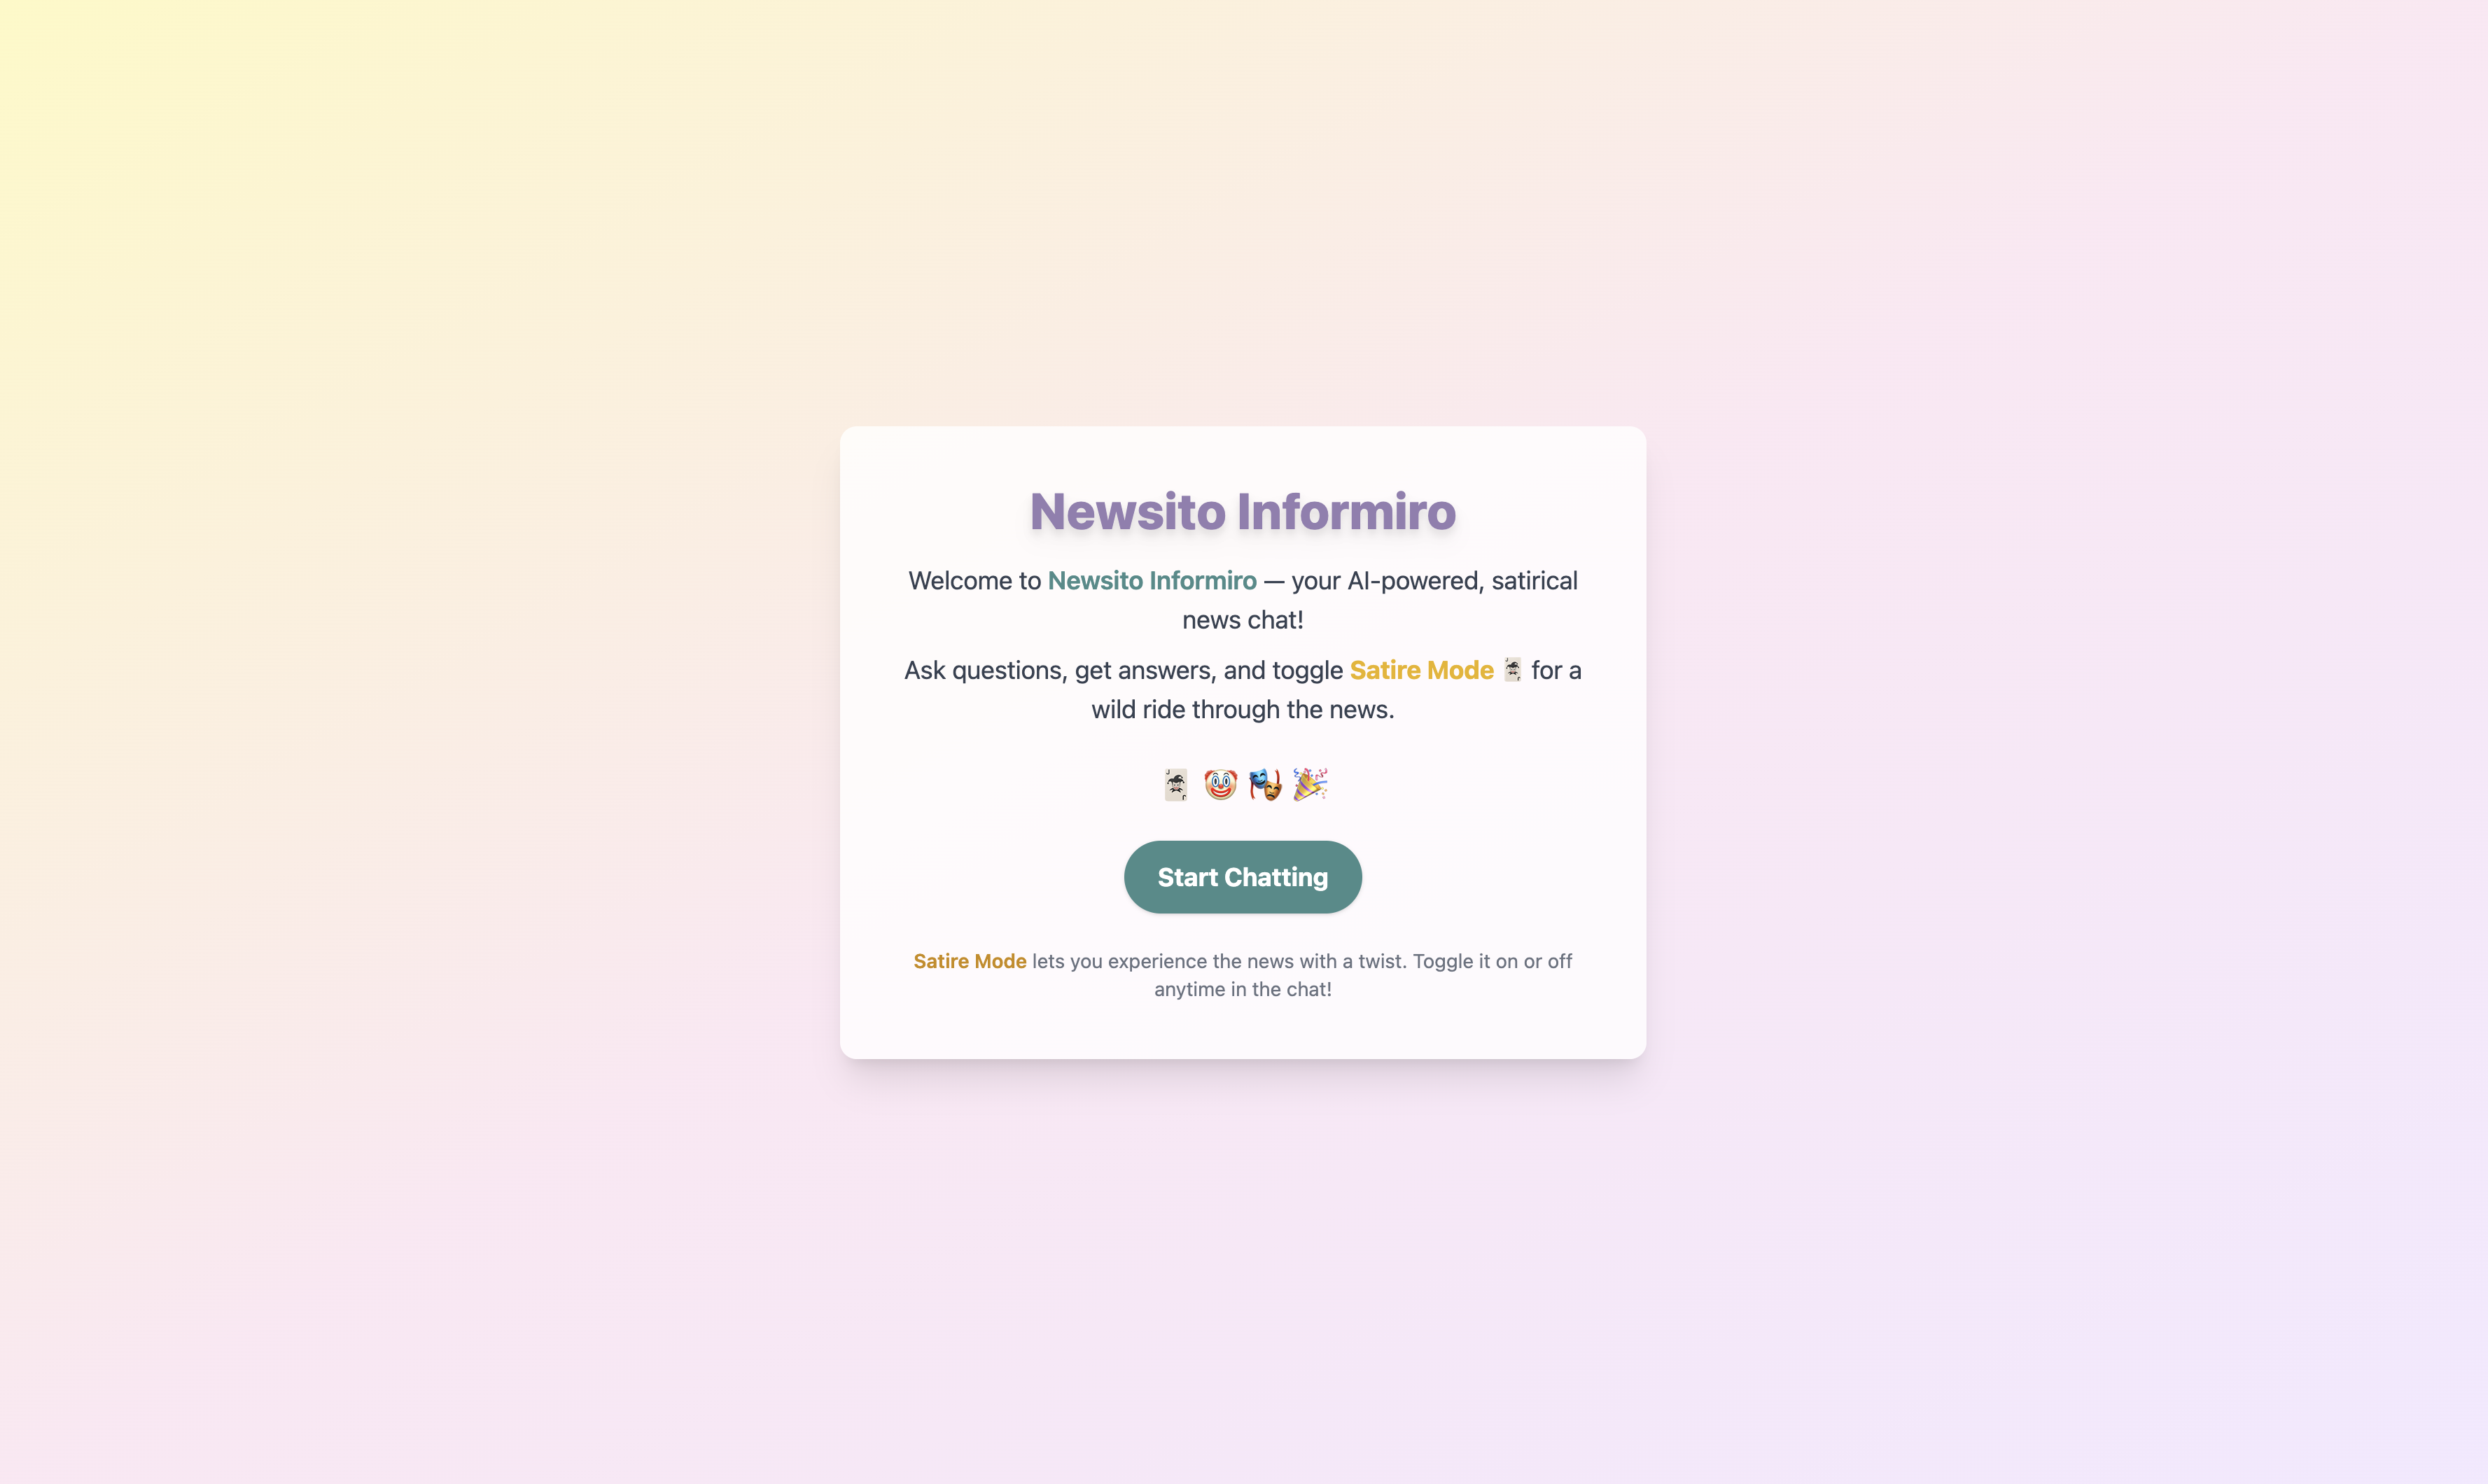 Newsito Informiro
Welcome to Newsito Informiro — your AI-powered, satirical
news chat!
Ask questions, get answers, and toggle Satire Mode 🃏 for a
wild ride through the news.
🃏 🤡 🎭 🎉
Start Chatting
Satire Mode lets you experience the news with a twist. Toggle it on or off
anytime in the chat!